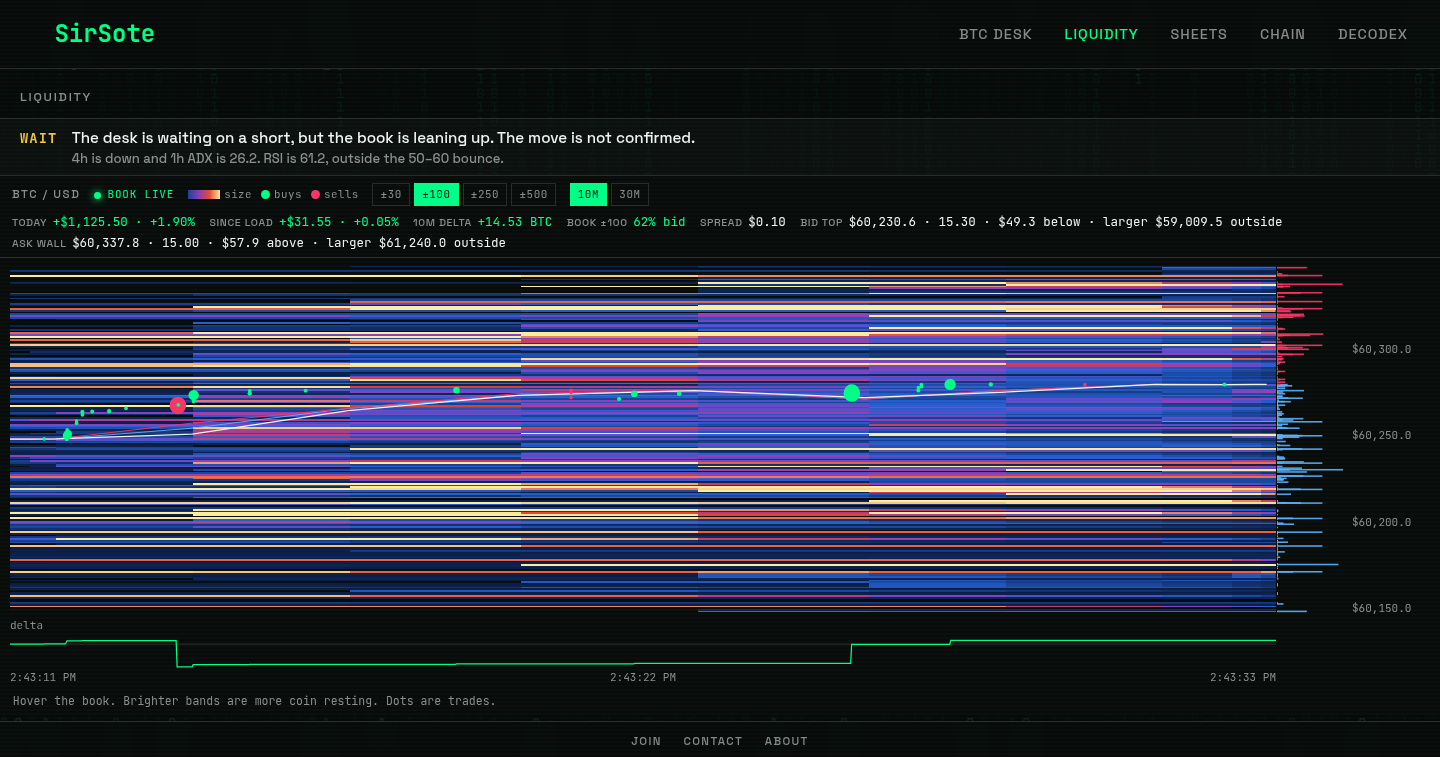 SirSote
BTC DESK LIQUIDITY SHEETS CHAIN DECODEX
LIQUIDITY
WAIT The desk is waiting on a short, but the book is leaning up. The move is not confirmed.
4h is down and 1h ADX is 26.2. RSI is 61.2, outside the 50–60 bounce.
BTC / USD BOOK LIVE size buys sells ±30 ±100 ±250 ±500 10M 30M
TODAY +$1,125.50 · +1.90% SINCE LOAD +$31.55 · +0.05% 10M DELTA +14.53 BTC BOOK ±100 62% bid SPREAD $0.10 BID TOP $60,230.6 · 15.30 · $49.3 below · larger $59,009.5 outside
ASK WALL $60,337.8 · 15.00 · $57.9 above · larger $61,240.0 outside
$60,300.0
$60,250.0
$60,200.0
$60,150.0
delta
2:43:11 PM 2:43:22 PM 2:43:33 PM
Hover the book. Brighter bands are more coin resting. Dots are trades.
JOIN CONTACT ABOUT